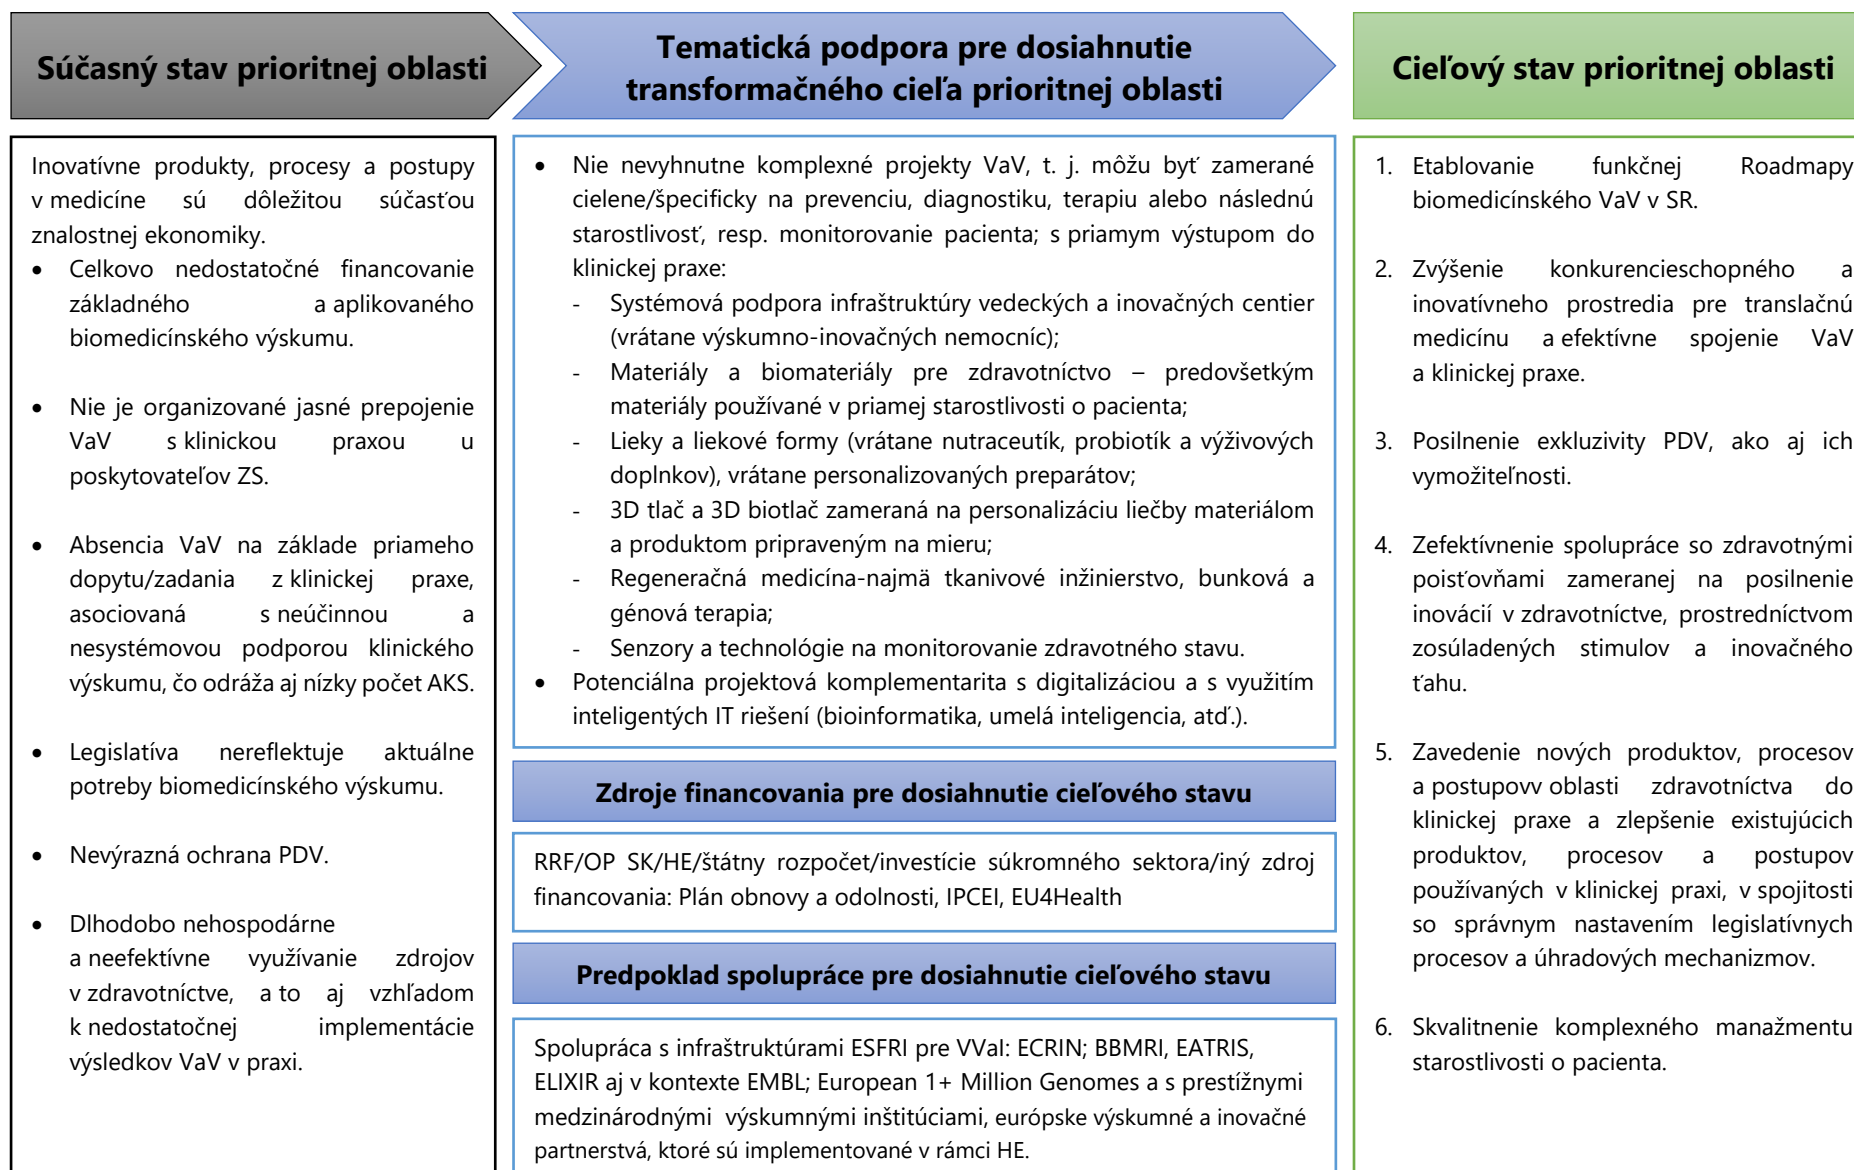 Súčasný stav prioritnej oblasti
Inovatívne produkty, procesy a postupy
v medicíne sú dôležitou súčasťou
znalostnej ekonomiky.
• Celkovo nedostatočné financovanie
základného a aplikovaného
biomedicínského výskumu.
• Nie je organizované jasné prepojenie
VaV s klinickou praxou u
poskytovateľov ZS.
• Absencia VaV na základe priameho
dopytu/zadania z klinickej praxe,
asociovaná s neúčinnou a
nesystémovou podporou klinického
výskumu, čo odráža aj nízky počet AKS.
• Legislatíva nereflektuje aktuálne
potreby biomedicínského výskumu.
• Nevýrazná ochrana PDV.
• Dlhodobo nehospodárne
a neefektívne využívanie zdrojov
v zdravotníctve, a to aj vzhľadom
k nedostatočnej implementácie
výsledkov VaV v praxi.
Tematická podpora pre dosiahnutie
transformačného cieľa prioritnej oblasti
• Nie nevyhnutne komplexné projekty VaV, t. j. môžu byť zamerané
cielene/špecificky na prevenciu, diagnostiku, terapiu alebo následnú
starostlivosť, resp. monitorovanie pacienta; s priamym výstupom do
klinickej praxe:
- Systémová podpora infraštruktúry vedeckých a inovačných centier
(vrátane výskumno-inovačných nemocníc);
- Materiály a biomateriály pre zdravotníctvo – predovšetkým
materiály používané v priamej starostlivosti o pacienta;
- Lieky a liekové formy (vrátane nutraceutík, probiotík a výživových
doplnkov), vrátane personalizovaných preparátov;
- 3D tlač a 3D biotlač zameraná na personalizáciu liečby materiálom
a produktom pripraveným na mieru;
- Regeneračná medicína-najmä tkanivové inžinierstvo, bunková a
génová terapia;
- Senzory a technológie na monitorovanie zdravotného stavu.
• Potenciálna projektová komplementarita s digitalizáciou a s využitím
inteligentých IT riešení (bioinformatika, umelá inteligencia, atď.).
Zdroje financovania pre dosiahnutie cieľového stavu
RRF/OP SK/HE/štátny rozpočet/investície súkromného sektora/iný zdroj
financovania: Plán obnovy a odolnosti, IPCEI, EU4Health
Predpoklad spolupráce pre dosiahnutie cieľového stavu
Spolupráca s infraštruktúrami ESFRI pre VVaI: ECRIN; BBMRI, EATRIS,
ELIXIR aj v kontexte EMBL; European 1+ Million Genomes a s prestížnymi
medzinárodnými výskumnými inštitúciami, európske výskumné a inovačné
partnerstvá, ktoré sú implementované v rámci HE.
Cieľový stav prioritnej oblasti
1. Etablovanie funkčnej Roadmapy
biomedicínského VaV v SR.
2. Zvýšenie konkurencieschopného a
inovatívneho prostredia pre translačnú
medicínu a efektívne spojenie VaV
a klinickej praxe.
3. Posilnenie exkluzivity PDV, ako aj ich
vymožiteľnosti.
4. Zefektívnenie spolupráce so zdravotnými
poisťovňami zameranej na posilnenie
inovácií v zdravotníctve, prostredníctvom
zosúladených stimulov a inovačného
ťahu.
5. Zavedenie nových produktov, procesov
a postupovv oblasti zdravotníctva do
klinickej praxe a zlepšenie existujúcich
produktov, procesov a postupov
používaných v klinickej praxi, v spojitosti
so správnym nastavením legislatívnych
procesov a úhradových mechanizmov.
6. Skvalitnenie komplexného manažmentu
starostlivosti o pacienta.